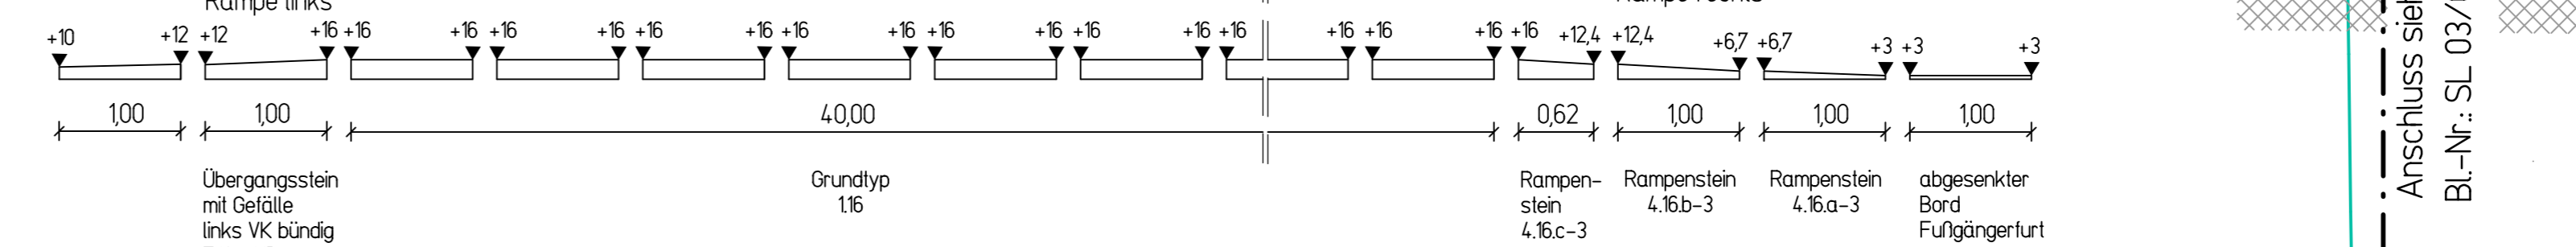 Rampe links
+10 +12 +12 +16 +16 +16 +16 +16 +16 +16 +16 +16 +16 +16 +16 +16 +16 +16 +16 +16 +16 +12,4 +12,4 +6,7 +6,7 +3 +3 +3
1,00 1,00 40,00 0,62 1,00 1,00 1,00
Übergangsstein
mit Gefälle
links VK bündig
Grundtyp
1.16
Rampen-
stein
4.16.c-3
Rampenstein
4.16.b-3
Rampenstein
4.16.a-3
abgesenkter
Bord
Fußgängerfurt
Anschluss
Bl.-Nr.: SL 03/